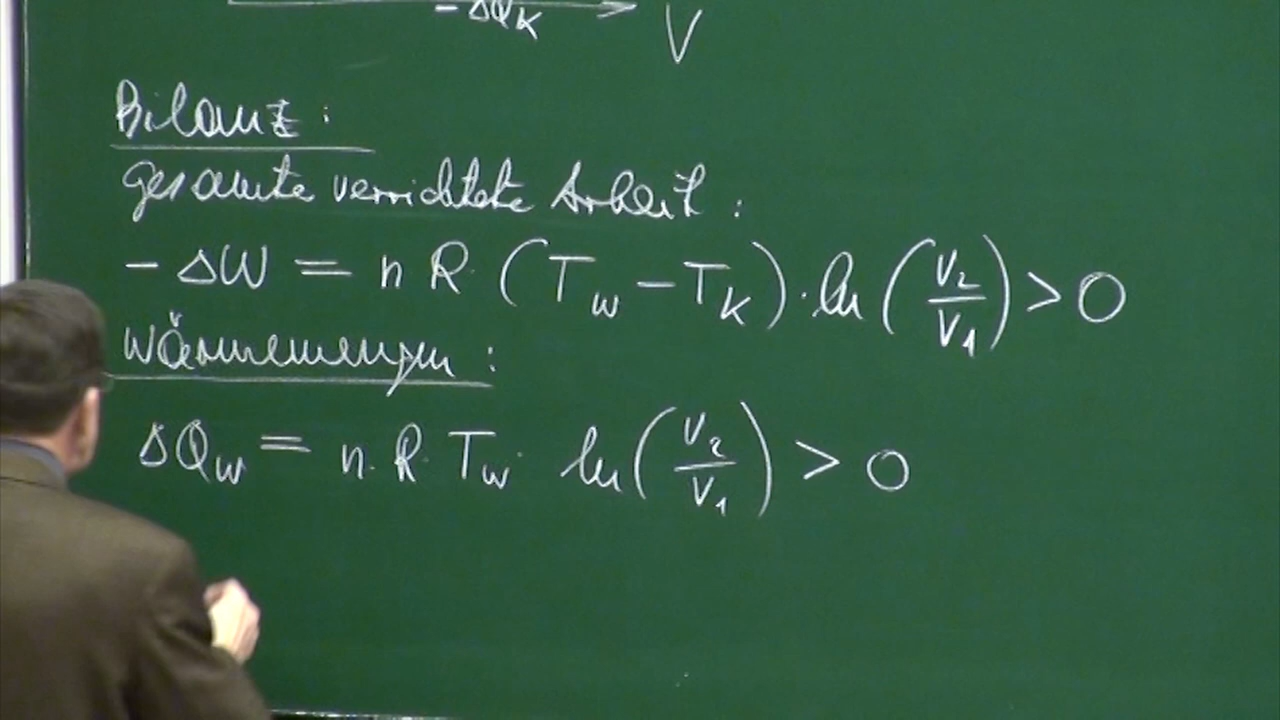 - ΔQ_K V
Bilanz:
gesamte verrichtete Arbeit:
- ΔW = n R (T_W - T_K) · ln (V_2 / V_1) > 0
Wärmemengen:
ΔQ_W = n R T_W ln (V_2 / V_1) > 0